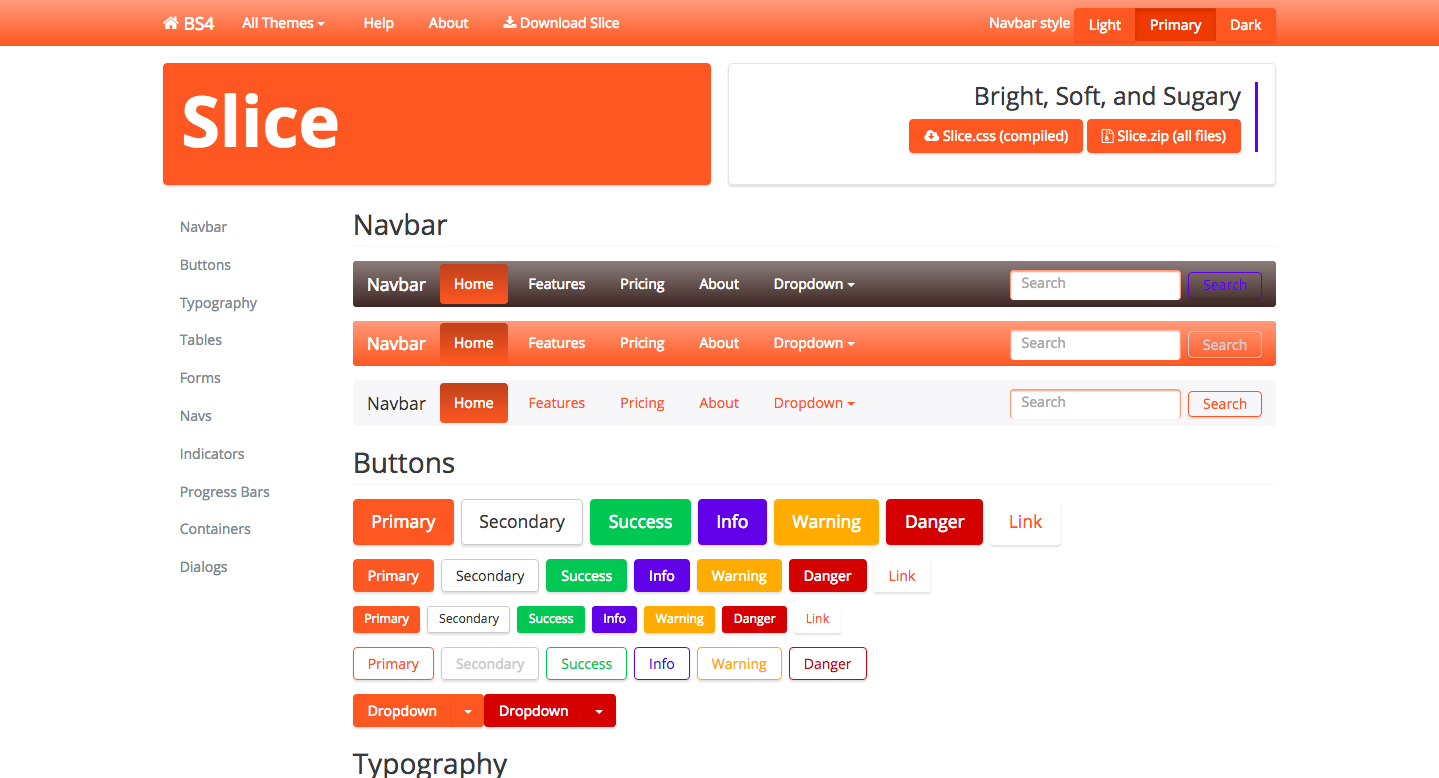 BS4 All Themes Help About Download Slice Navbar style Light Primary Dark
Slice
Bright, Soft, and Sugary
Slice.css (compiled) Slice.zip (all files)
Navbar
Buttons
Typography
Tables
Forms
Navs
Indicators
Progress Bars
Containers
Dialogs
Navbar
Navbar Home Features Pricing About Dropdown Search Search
Navbar Home Features Pricing About Dropdown Search Search
Navbar Home Features Pricing About Dropdown Search Search
Buttons
Primary Secondary Success Info Warning Danger Link
Primary Secondary Success Info Warning Danger Link
Primary Secondary Success Info Warning Danger Link
Primary Secondary Success Info Warning Danger
Dropdown Dropdown
Typography